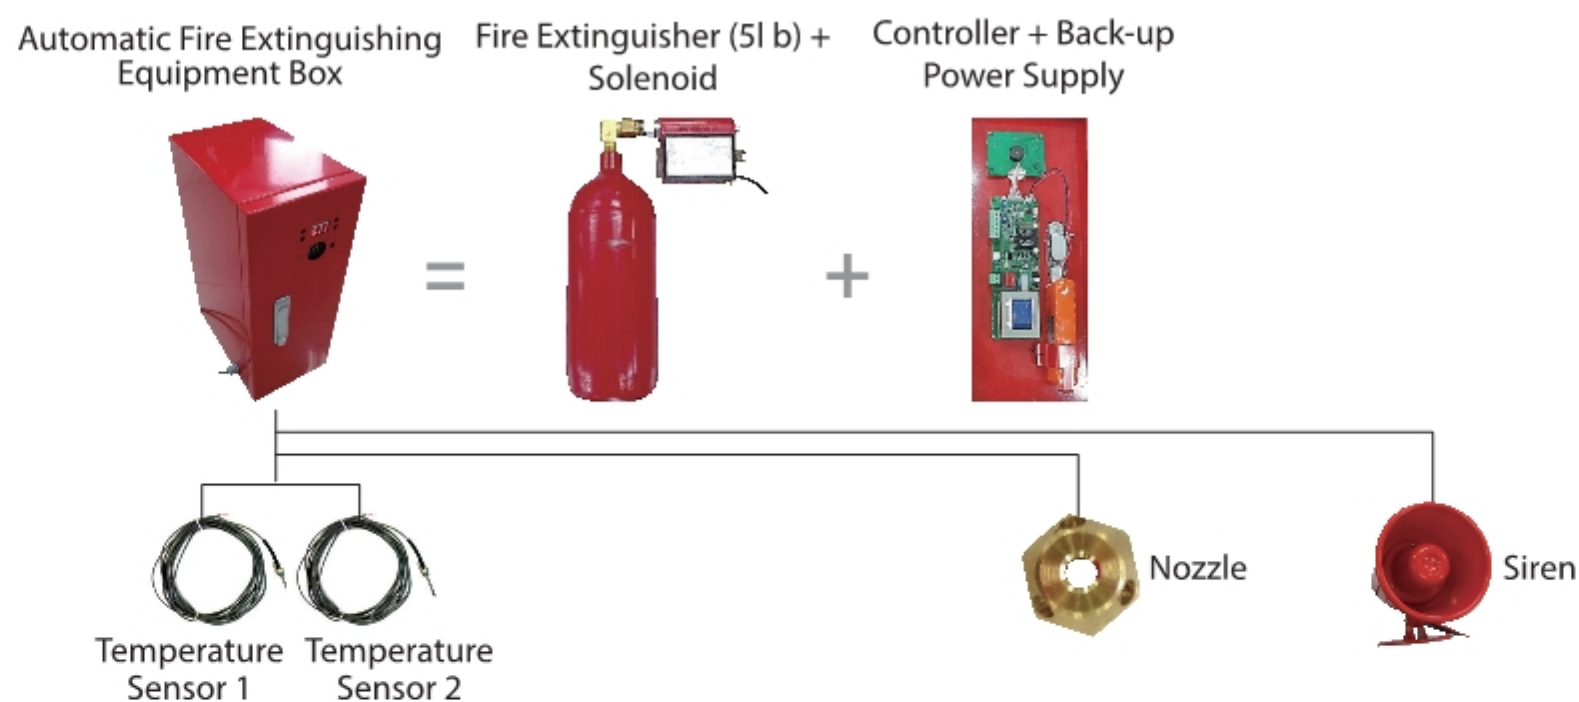 Automatic Fire Extinguishing
Equipment Box
Fire Extinguisher (5l b) +
Solenoid
Controller + Back-up
Power Supply
=
+
Nozzle
Siren
Temperature
Sensor 1
Temperature
Sensor 2